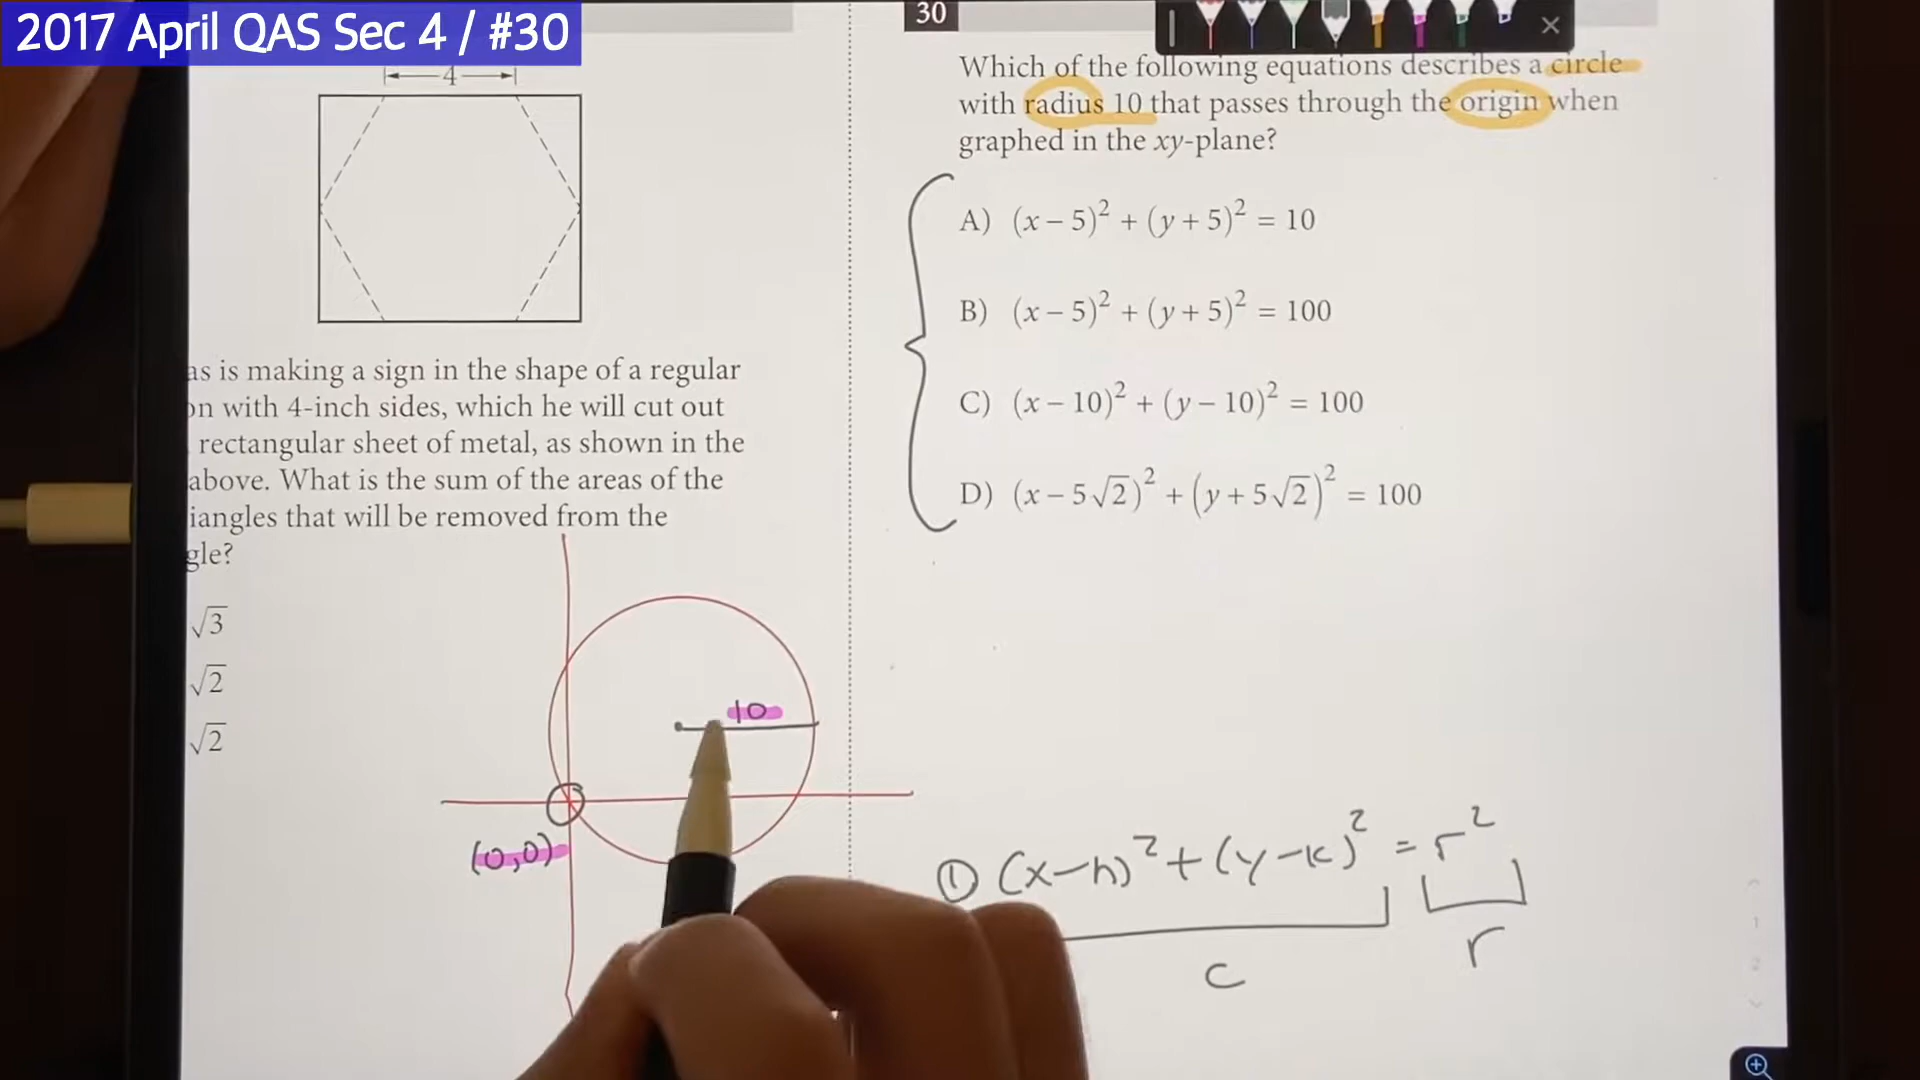 2017 April QAS Sec 4 / #30
4
as is making a sign in the shape of a regular
on with 4-inch sides, which he will cut out
rectangular sheet of metal, as shown in the
above. What is the sum of the areas of the
iangles that will be removed from the
gle?
√3
√2
√2
10
(0,0)
30
Which of the following equations describes a circle
with radius 10 that passes through the origin when
graphed in the xy-plane?
A) (x – 5)² + (y + 5)² = 10
B) (x – 5)² + (y + 5)² = 100
C) (x – 10)² + (y – 10)² = 100
D) (x – 5√2)² + (y + 5√2)² = 100
① (x-h)² + (y-k)² = r²
c
r
1
2